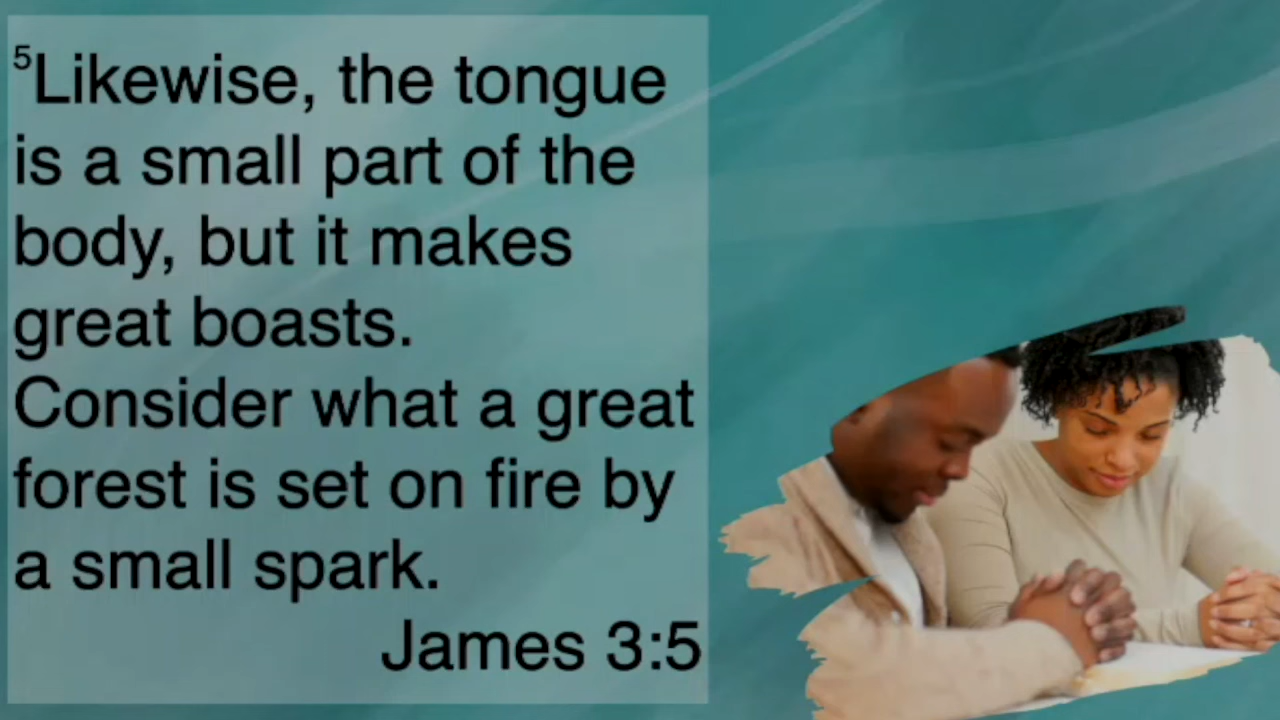 5Likewise, the tongue
is a small part of the
body, but it makes
great boasts.
Consider what a great
forest is set on fire by
a small spark.
James 3:5